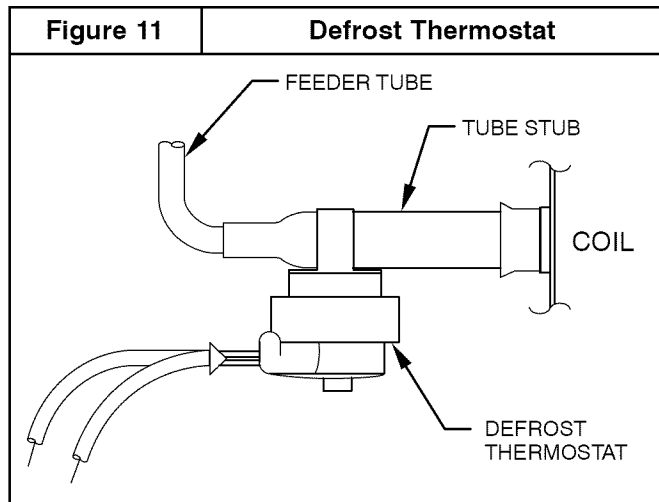 Figure 11
Defrost Thermostat
FEEDER TUBE
TUBE STUB
COIL
DEFROST
THERMOSTAT